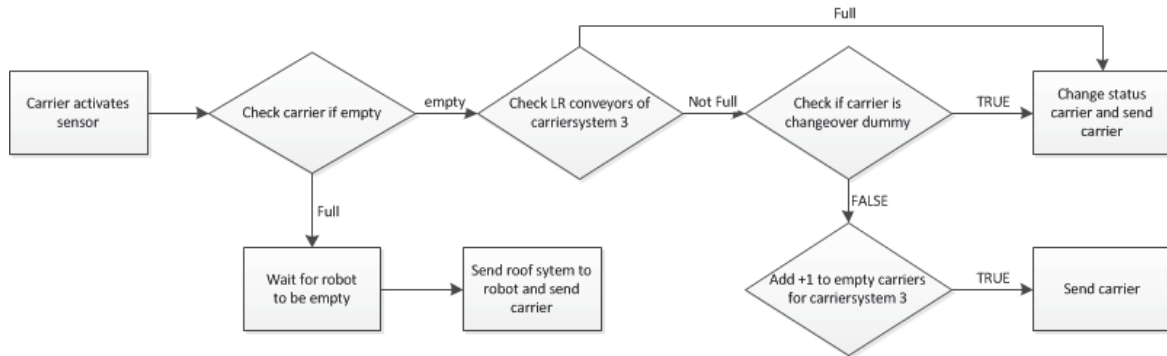 Full
Carrier activates
sensor
Check carrier if empty
empty
Check LR conveyors of
carriersystem 3
Not Full
Check if carrier is
changeover dummy
TRUE
Change status
carrier and send
carrier
Full
FALSE
Wait for robot
to be empty
Send roof sytem to
robot and send
carrier
Add +1 to empty carriers
for carriersystem 3
TRUE
Send carrier